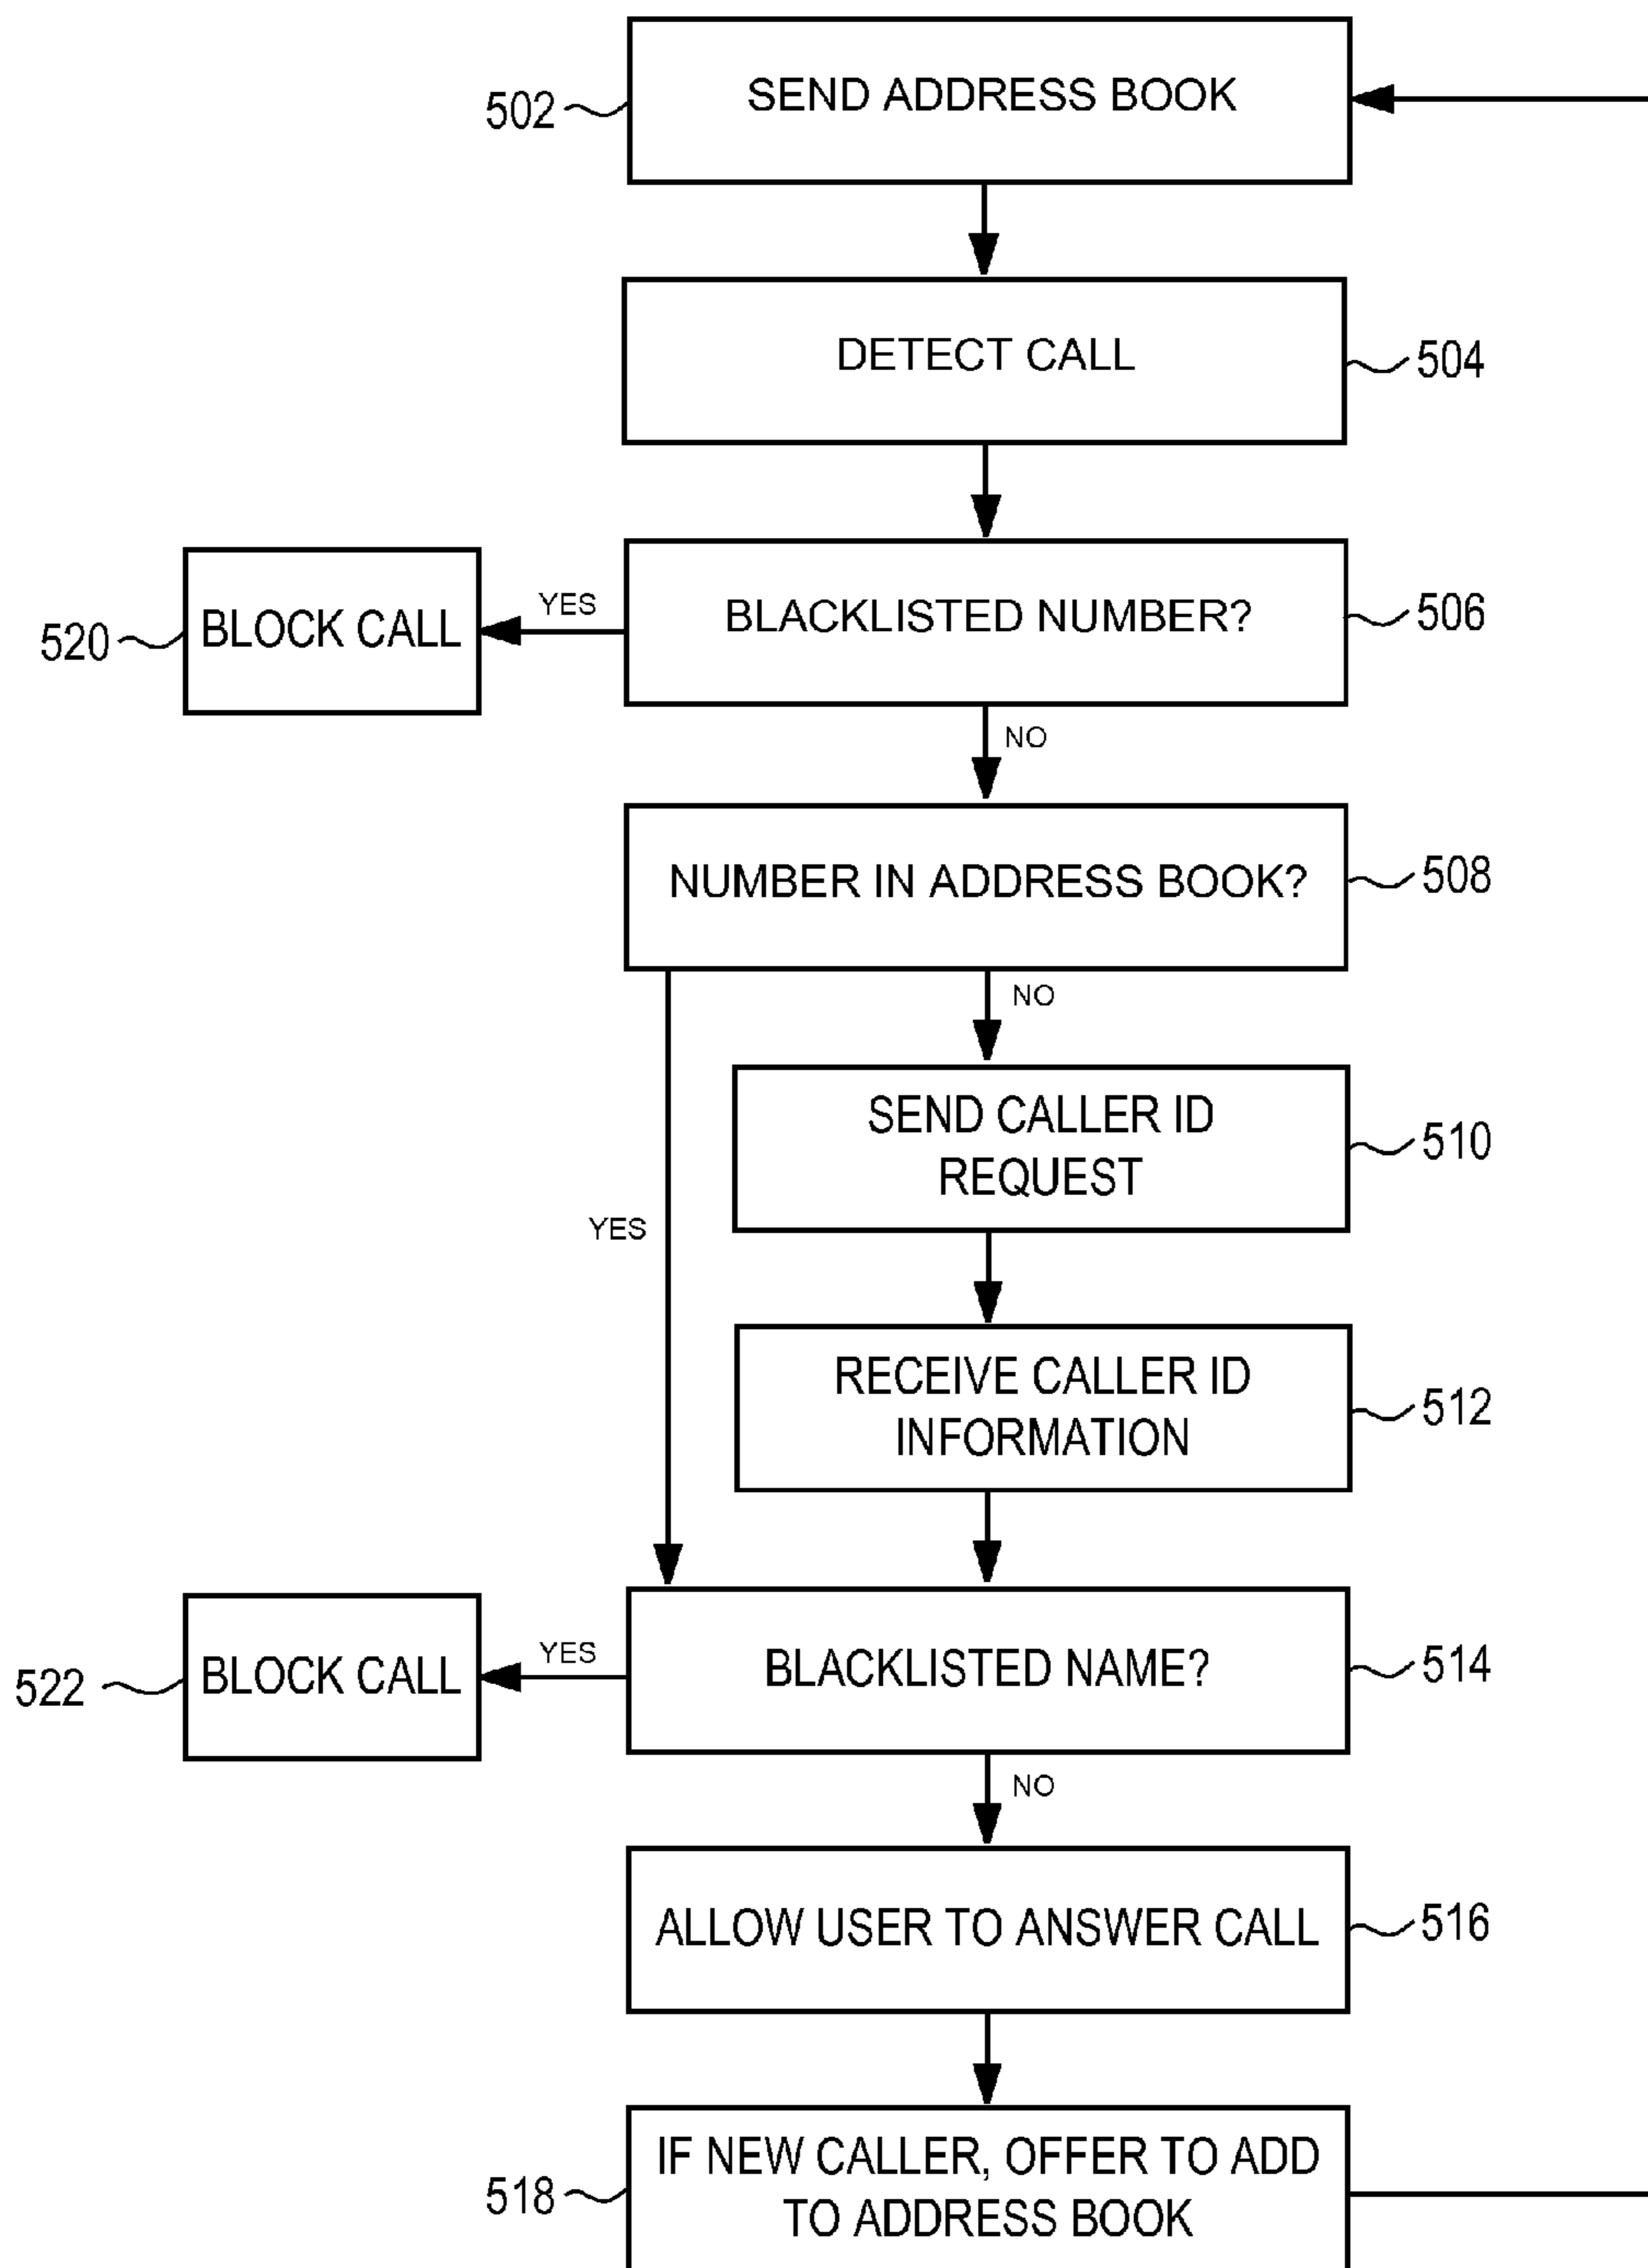 SEND ADDRESS BOOK
502
DETECT CALL
504
BLACKLISTED NUMBER?
506
YES
BLOCK CALL
520
NO
NUMBER IN ADDRESS BOOK?
508
NO
SEND CALLER ID
REQUEST
510
YES
RECEIVE CALLER ID
INFORMATION
512
BLACKLISTED NAME?
514
YES
BLOCK CALL
522
NO
ALLOW USER TO ANSWER CALL
516
IF NEW CALLER, OFFER TO ADD
TO ADDRESS BOOK
518